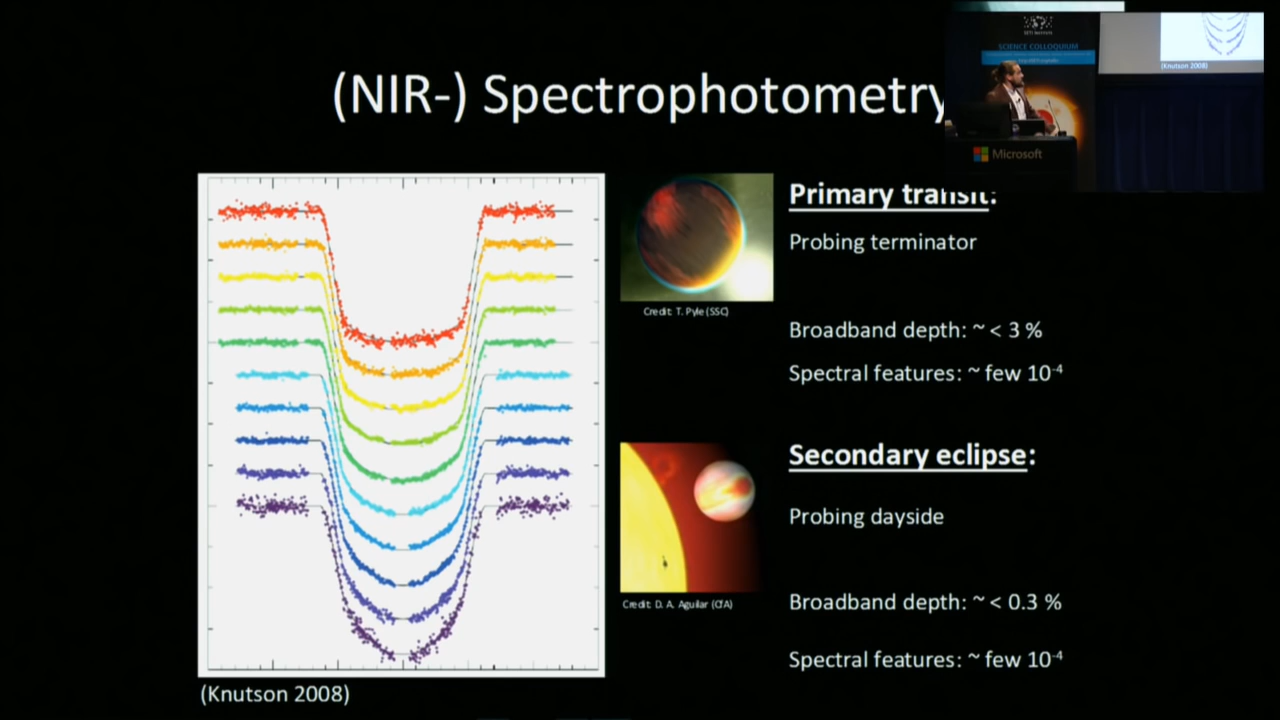 (NIR-) Spectrophotometry
SETI Institute
SCIENCE COLLOQUIUM
(Knutson 2008)
Microsoft
Primary transit:
Probing terminator
Credit: T. Pyle (SSC)
Broadband depth: ~ < 3 %
Spectral features: ~ few 10⁻⁴
Secondary eclipse:
Probing dayside
Credit: D. A. Aguilar (CfA)
Broadband depth: ~ < 0.3 %
Spectral features: ~ few 10⁻⁴
(Knutson 2008)